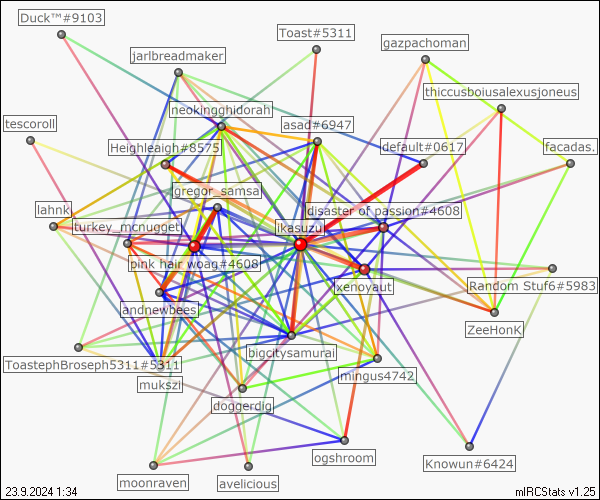 Duck™#9103
Toast#5311
gazpachoman
jarlbreadmaker
thiccusboiusalexusjoneus
neokingghidorah
tescoroll
asad#6947
Heighleaigh#8575
default#0617
facadas.
gregor_samsa
lahnk
disaster of passion#4608
turkey_mcnugget
ikasuzu
pink hair woag#4608
xenoyaut
Random Stuf6#5983
andnewbees
ZeeHonK
bigcitysamurai
ToastephBroseph5311#5311
mingus4742
mukszi
doggerdig
ogshroom
Knowun#6424
moonraven
avelicious
23.9.2024 1:34
mIRCStats v1.25